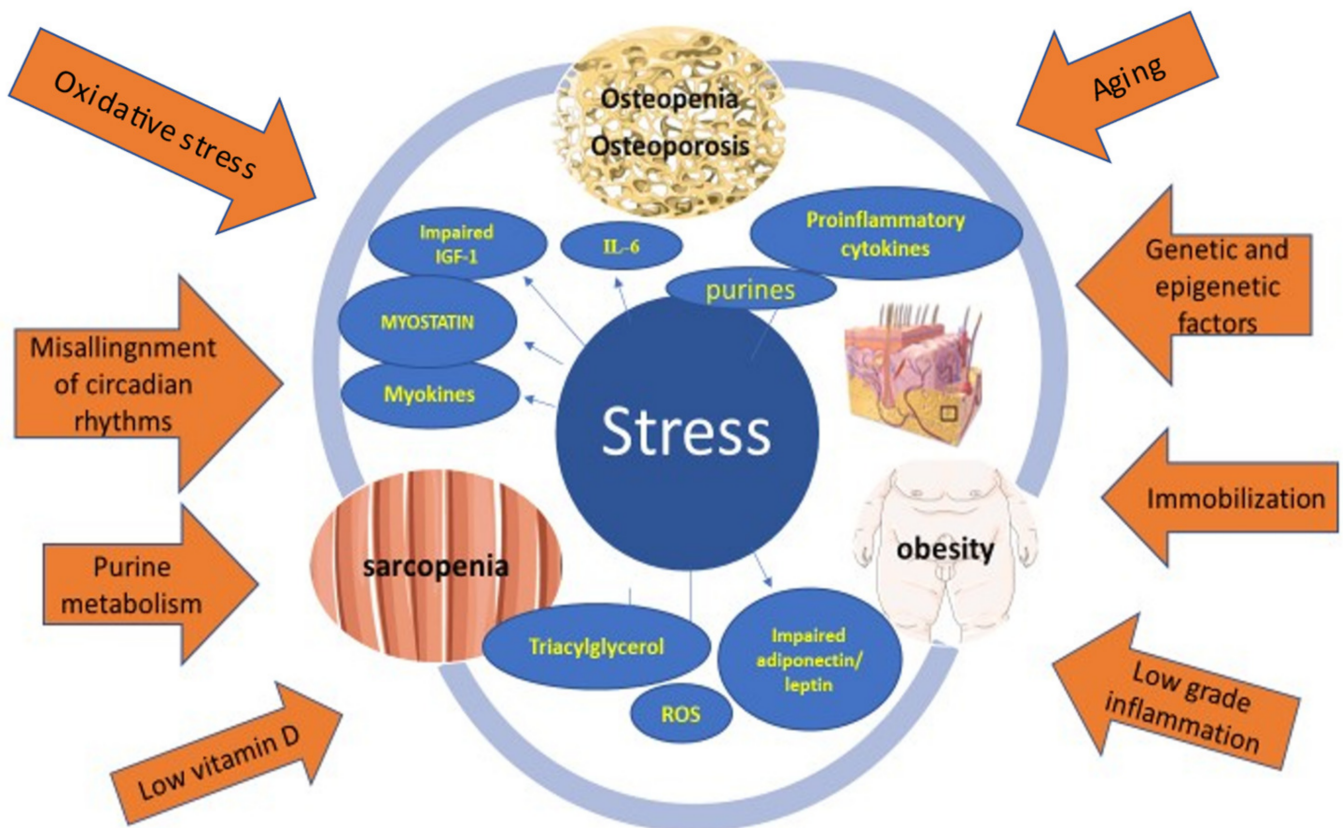 Oxidative stress
Aging
Osteopenia
Osteoporosis
Impaired
IGF-1
IL-6
Proinflammatory
cytokines
purines
Genetic and
epigenetic
factors
MYOSTATIN
Misallingnment
of circadian
rhythms
Myokines
Stress
Immobilization
sarcopenia
obesity
Purine
metabolism
Triacylglycerol
Impaired
adiponectin/
leptin
ROS
Low grade
inflammation
Low vitamin D